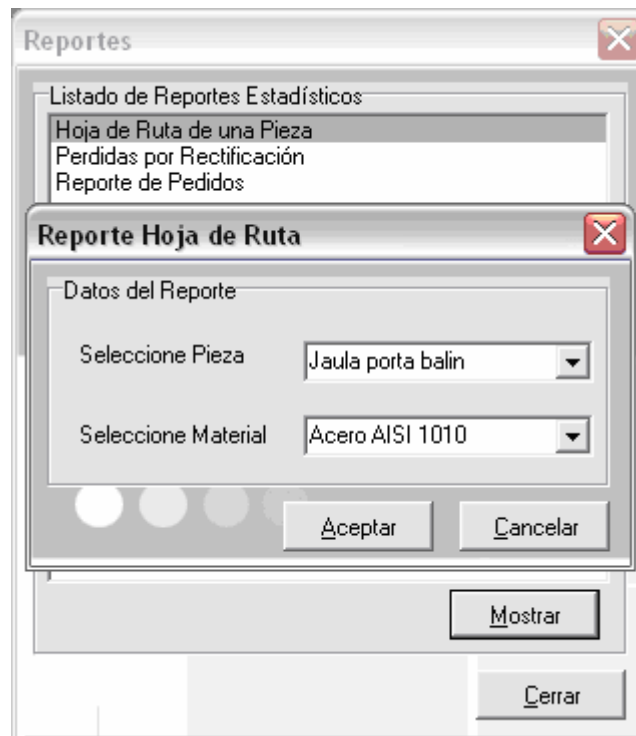 Reportes
Listado de Reportes Estadísticos
Hoja de Ruta de una Pieza
Perdidas por Rectificación
Reporte de Pedidos
Reporte Hoja de Ruta
Datos del Reporte
Seleccione Pieza Jaula porta balin
Seleccione Material Acero AISI 1010
Aceptar Cancelar
Mostrar
Cerrar